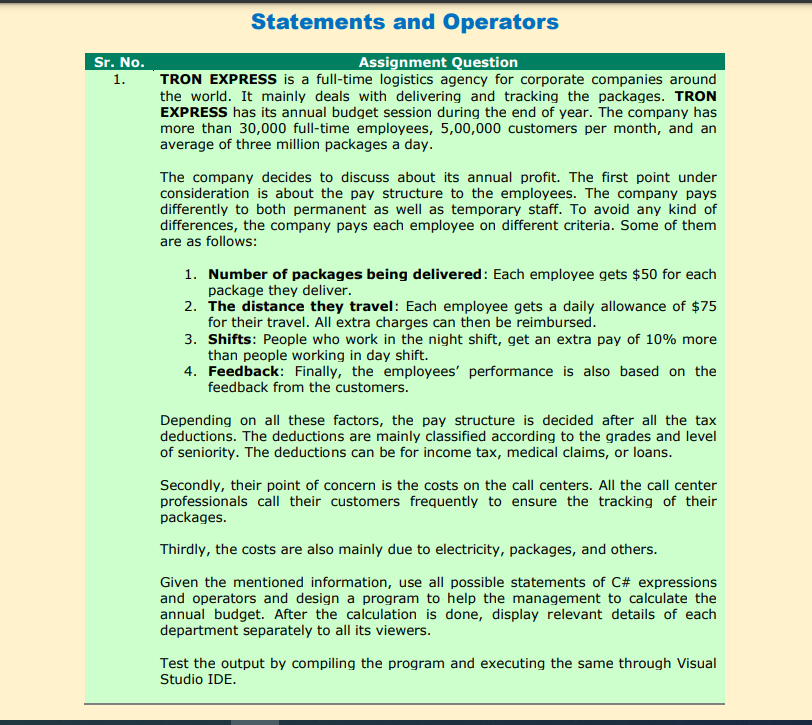 Statements and Operators
Sr. No. Assignment Question
1. TRON EXPRESS is a full-time logistics agency for corporate companies around
the world. It mainly deals with delivering and tracking the packages. TRON
EXPRESS has its annual budget session during the end of year. The company has
more than 30,000 full-time employees, 5,00,000 customers per month, and an
average of three million packages a day.
The company decides to discuss about its annual profit. The first point under
consideration is about the pay structure to the employees. The company pays
differently to both permanent as well as temporary staff. To avoid any kind of
differences, the company pays each employee on different criteria. Some of them
are as follows:
1. Number of packages being delivered: Each employee gets $50 for each
package they deliver.
2. The distance they travel: Each employee gets a daily allowance of $75
for their travel. All extra charges can then be reimbursed.
3. Shifts: People who work in the night shift, get an extra pay of 10% more
than people working in day shift.
4. Feedback: Finally, the employees' performance is also based on the
feedback from the customers.
Depending on all these factors, the pay structure is decided after all the tax
deductions. The deductions are mainly classified according to the grades and level
of seniority. The deductions can be for income tax, medical claims, or loans.
Secondly, their point of concern is the costs on the call centers. All the call center
professionals call their customers frequently to ensure the tracking of their
packages.
Thirdly, the costs are also mainly due to electricity, packages, and others.
Given the mentioned information, use all possible statements of C# expressions
and operators and design a program to help the management to calculate the
annual budget. After the calculation is done, display relevant details of each
department separately to all its viewers.
Test the output by compiling the program and executing the same through Visual
Studio IDE.